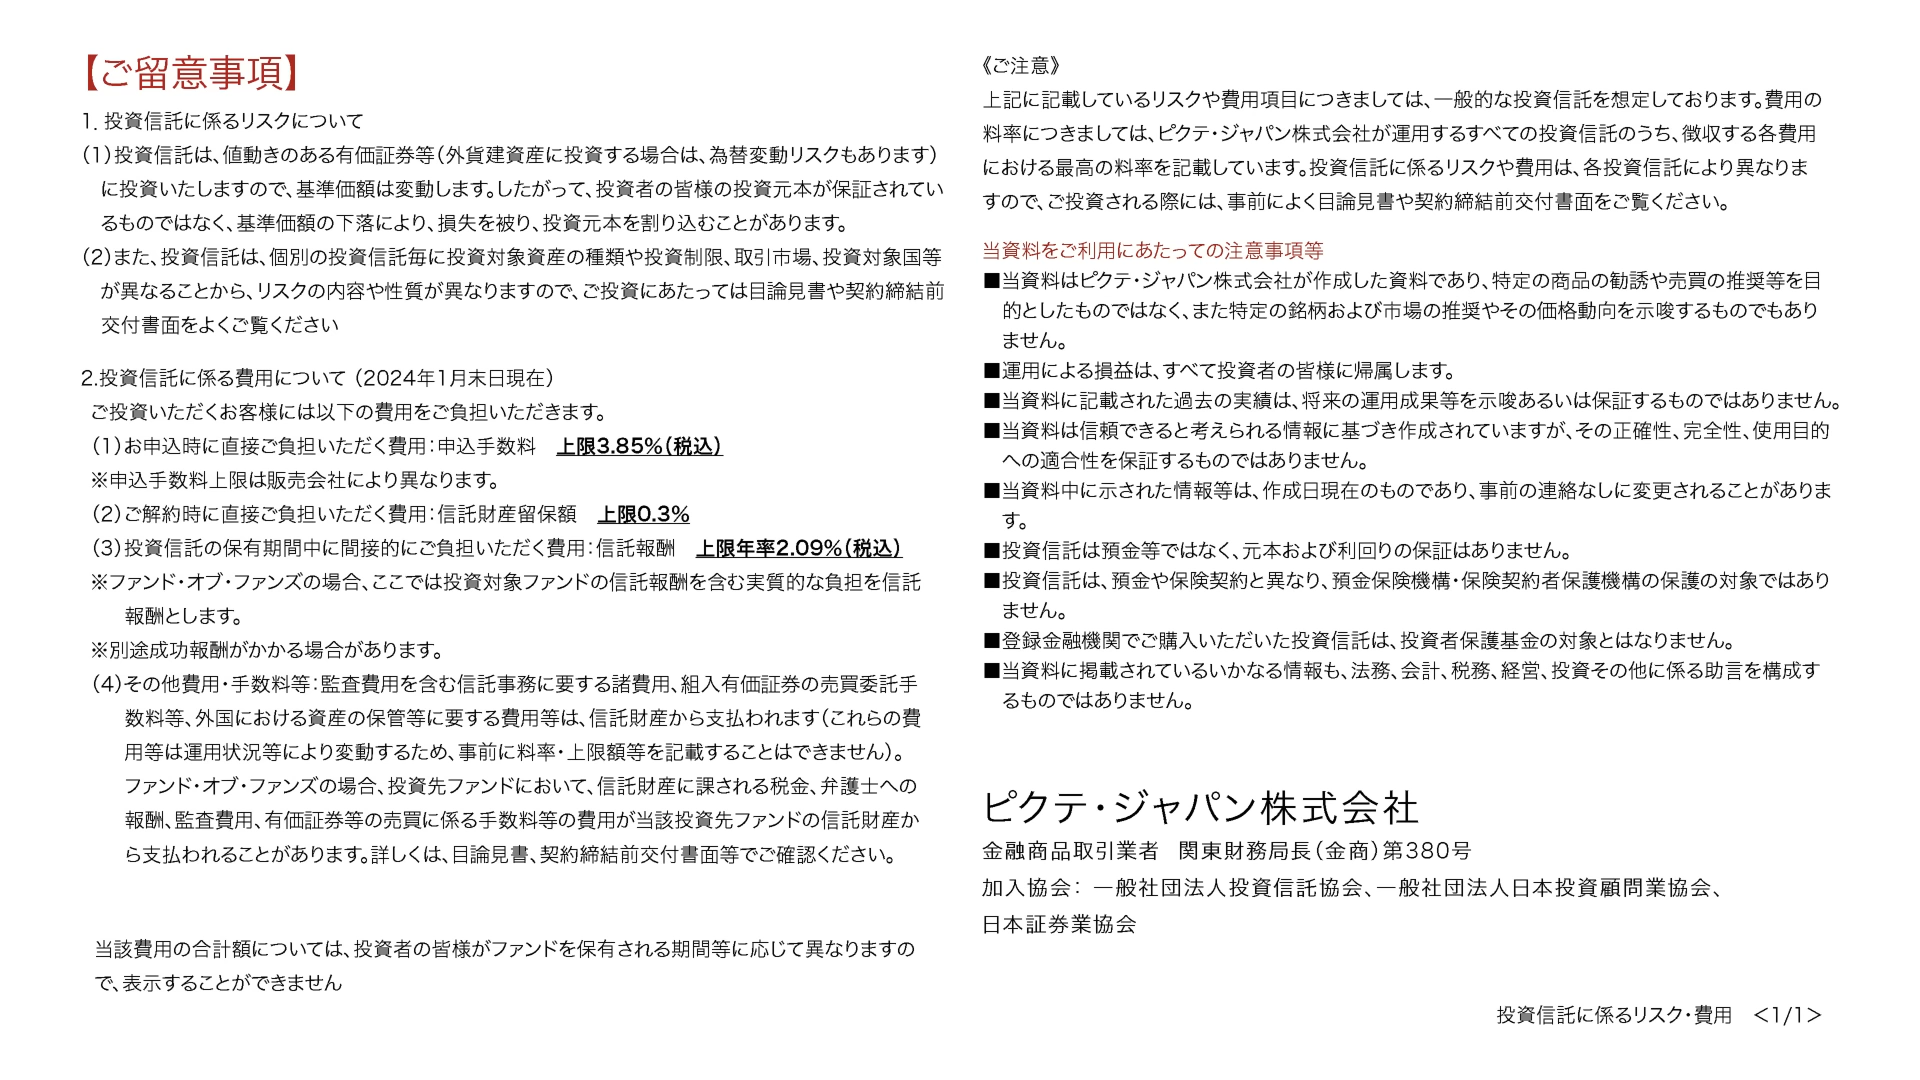 【ご留意事項】
1. 投資信託に係るリスクについて
(1)投資信託は、値動きのある有価証券等(外貨建資産に投資する場合は、為替変動リスクもあります)
に投資いたしますので、基準価額は変動します。したがって、投資者の皆様の投資元本が保証されてい
るものではなく、基準価額の下落により、損失を被り、投資元本を割り込むことがあります。
(2)また、投資信託は、個別の投資信託毎に投資対象資産の種類や投資制限、取引市場、投資対象国等
が異なることから、リスクの内容や性質が異なりますので、ご投資にあたっては目論見書や契約締結前
交付書面をよくご覧ください
2.投資信託に係る費用について(2024年1月末日現在)
ご投資いただくお客様には以下の費用をご負担いただきます。
(1)お申込時に直接ご負担いただく費用：申込手数料　上限3.85%(税込)
※申込手数料上限は販売会社により異なります。
(2)ご解約時に直接ご負担いただく費用：信託財産留保額　上限0.3%
(3)投資信託の保有期間中に間接的にご負担いただく費用：信託報酬　上限年率2.09%(税込)
※ファンド・オブ・ファンズの場合、ここでは投資対象ファンドの信託報酬を含む実質的な負担を信託
報酬とします。
※別途成功報酬がかかる場合があります。
(4)その他費用・手数料等：監査費用を含む信託事務に要する諸費用、組入有価証券の売買委託手
数料等、外国における資産の保管等に要する費用等は、信託財産から支払われます(これらの費
用等は運用状況等により変動するため、事前に料率・上限額等を記載することはできません)。
ファンド・オブ・ファンズの場合、投資先ファンドにおいて、信託財産に課される税金、弁護士への
報酬、監査費用、有価証券等の売買に係る手数料等の費用が当該投資先ファンドの信託財産か
ら支払われることがあります。詳しくは、目論見書、契約締結前交付書面等でご確認ください。
当該費用の合計額については、投資者の皆様がファンドを保有される期間等に応じて異なりますの
で、表示することができません
《ご注意》
上記に記載しているリスクや費用項目につきましては、一般的な投資信託を想定しております。費用の
料率につきましては、ピクテ・ジャパン株式会社が運用するすべての投資信託のうち、徴収する各費用
における最高の料率を記載しています。投資信託に係るリスクや費用は、各投資信託により異なりま
すので、ご投資される際には、事前によく目論見書や契約締結前交付書面をご覧ください。
当資料をご利用にあたっての注意事項等
■当資料はピクテ・ジャパン株式会社が作成した資料であり、特定の商品の勧誘や売買の推奨等を目
的としたものではなく、また特定の銘柄および市場の推奨やその価格動向を示唆するものでもあり
ません。
■運用による損益は、すべて投資者の皆様に帰属します。
■当資料に記載された過去の実績は、将来の運用成果等を示唆あるいは保証するものではありません。
■当資料は信頼できると考えられる情報に基づき作成されていますが、その正確性、完全性、使用目的
への適合性を保証するものではありません。
■当資料中に示された情報等は、作成日現在のものであり、事前の連絡なしに変更されることがありま
す。
■投資信託は預金等ではなく、元本および利回りの保証はありません。
■投資信託は、預金や保険契約と異なり、預金保険機構・保険契約者保護機構の保護の対象ではあり
ません。
■登録金融機関でご購入いただいた投資信託は、投資者保護基金の対象とはなりません。
■当資料に掲載されているいかなる情報も、法務、会計、税務、経営、投資その他に係る助言を構成す
るものではありません。
ピクテ・ジャパン株式会社
金融商品取引業者　関東財務局長(金商)第380号
加入協会：一般社団法人投資信託協会、一般社団法人日本投資顧問業協会、
日本証券業協会
投資信託に係るリスク・費用　＜1/1＞